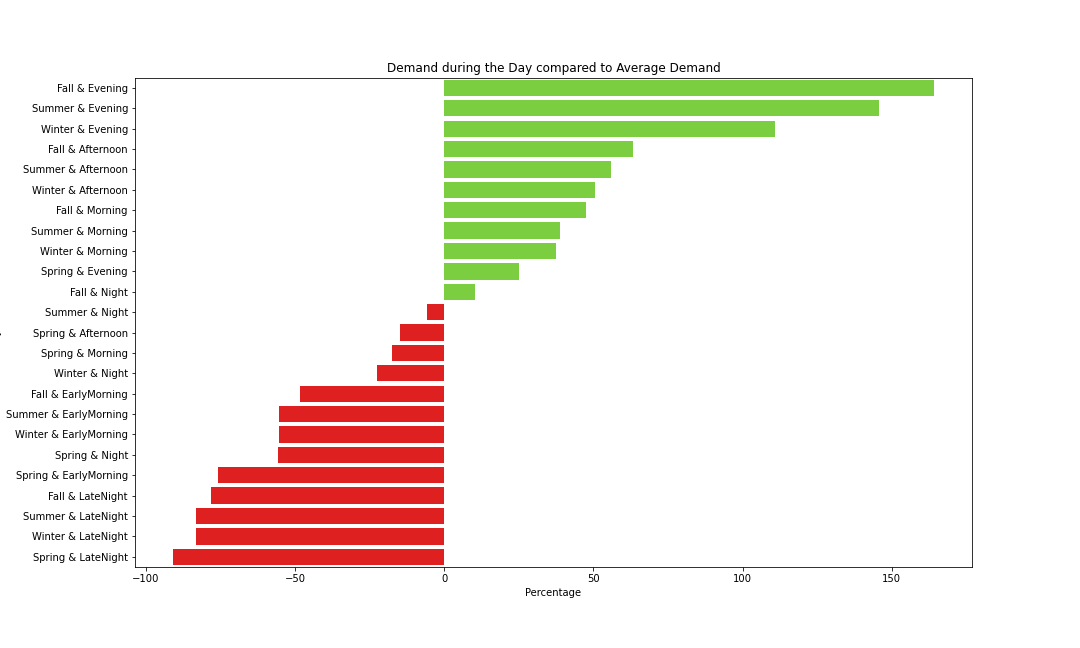 Demand during the Day compared to Average Demand
Fall & Evening
Summer & Evening
Winter & Evening
Fall & Afternoon
Summer & Afternoon
Winter & Afternoon
Fall & Morning
Summer & Morning
Winter & Morning
Spring & Evening
Fall & Night
Summer & Night
Spring & Afternoon
Spring & Morning
Winter & Night
Fall & EarlyMorning
Summer & EarlyMorning
Winter & EarlyMorning
Spring & Night
Spring & EarlyMorning
Fall & LateNight
Summer & LateNight
Winter & LateNight
Spring & LateNight
−100 −50 0 50 100 150
Percentage